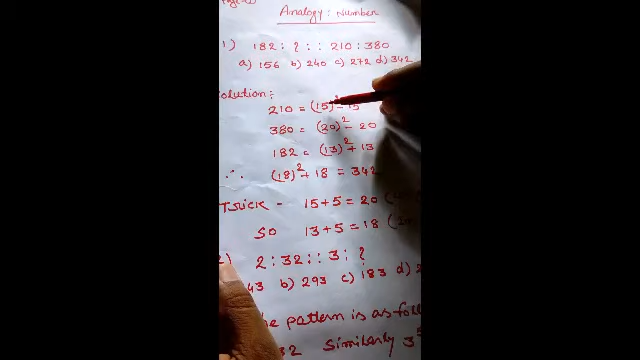 Analogy : Number
1) 182 : ? : : 210 : 380
a) 156 b) 240 c) 272 d) 342
Solution:
210 = (15)² - 15
380 = (20)² - 20
182 = (13)² + 13
∴ (18)² + 18 = 342
Trick - 15 + 5 = 20
So 13 + 5 = 18
2) 2 : 32 : : 3 : ?
b) 293 c) 183 d)
pattern is as
Similarly